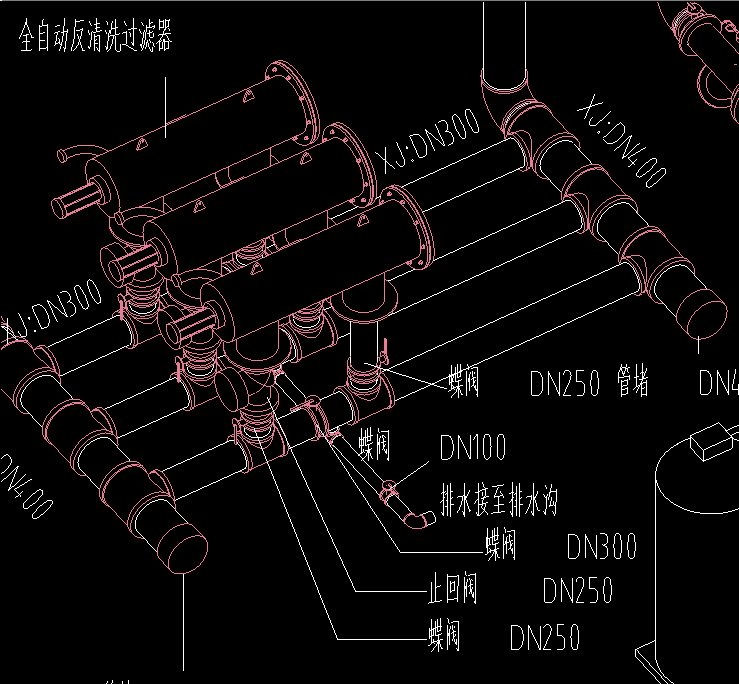 全自动反清洗过滤器
XJ:DN300
XJ:DN400
XJ:DN300
蝶阀 DN250 管堵 DN4
蝶阀 DN100
DN400
排水接至排水沟
蝶阀 DN300
止回阀 DN250
蝶阀 DN250